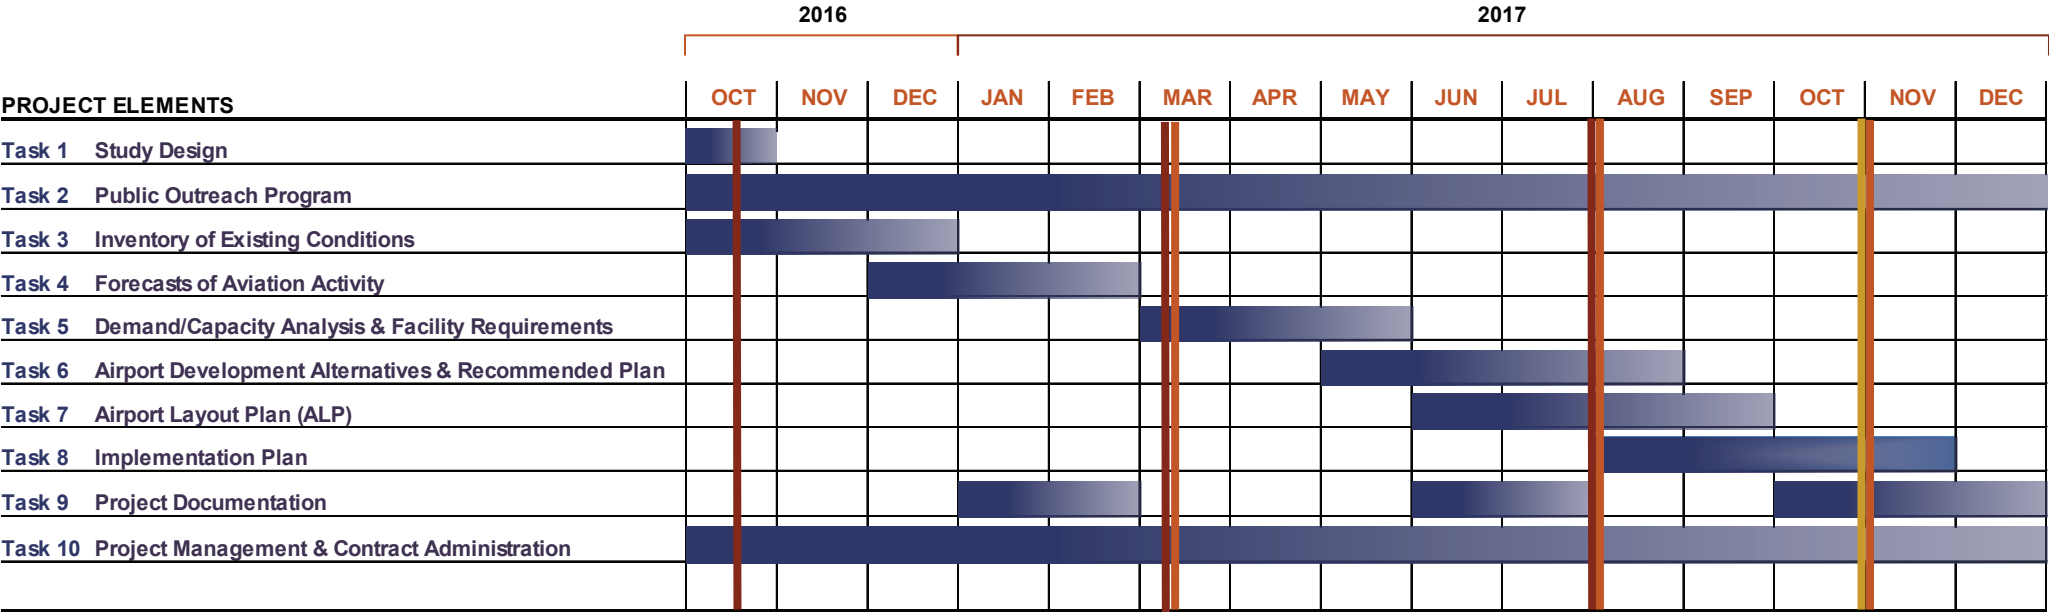 2016 2017
PROJECT ELEMENTS OCT NOV DEC JAN FEB MAR APR MAY JUN JUL AUG SEP OCT NOV DEC
Task 1 Study Design
Task 2 Public Outreach Program
Task 3 Inventory of Existing Conditions
Task 4 Forecasts of Aviation Activity
Task 5 Demand/Capacity Analysis & Facility Requirements
Task 6 Airport Development Alternatives & Recommended Plan
Task 7 Airport Layout Plan (ALP)
Task 8 Implementation Plan
Task 9 Project Documentation
Task 10 Project Management & Contract Administration